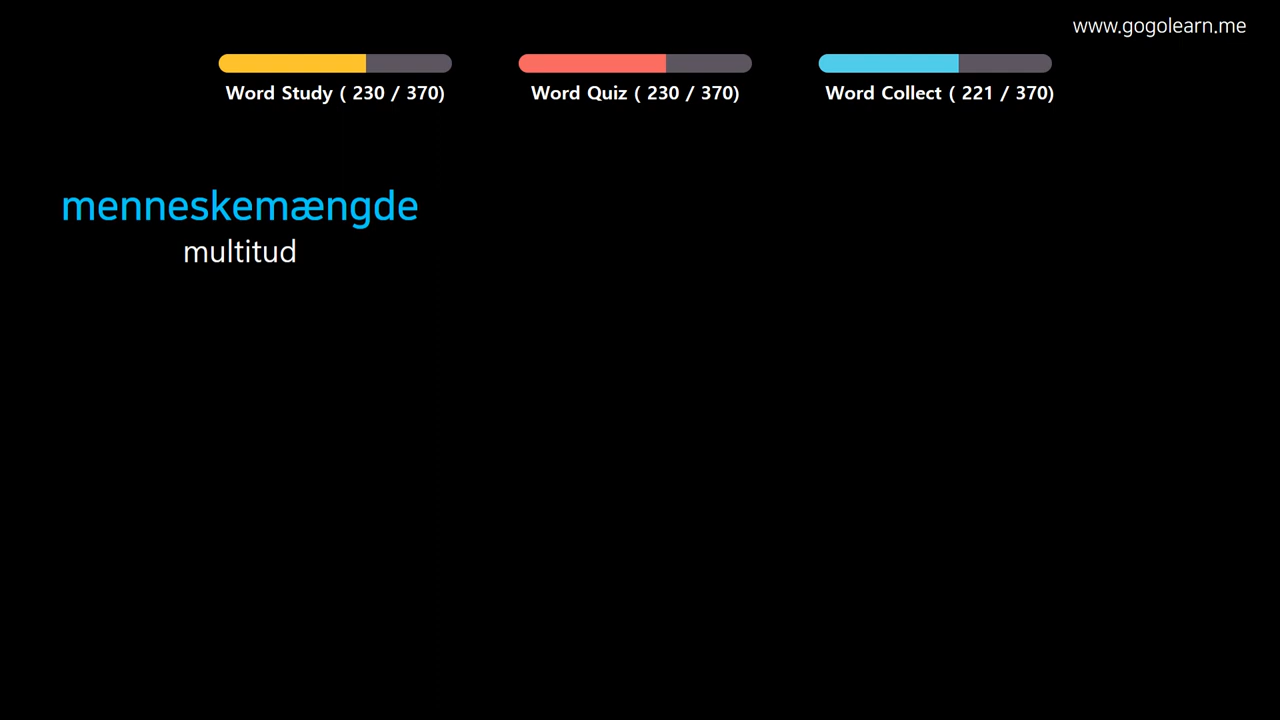 www.gogolearn.me
Word Study ( 230 / 370)
Word Quiz ( 230 / 370)
Word Collect ( 221 / 370)
menneskemængde
multitud